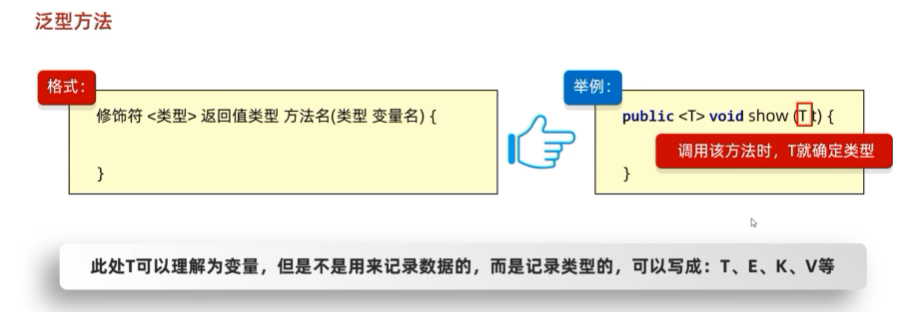 泛型方法
格式：
修饰符 <类型> 返回值类型 方法名(类型 变量名) {
}
举例：
public <T> void show (T t) {
调用该方法时，T就确定类型
}
此处T可以理解为变量，但是不是用来记录数据的，而是记录类型的，可以写成：T、E、K、V等